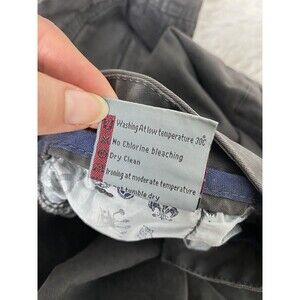 Washing At low temperature 30C
No Chlorine bleaching
Dry Clean
Ironing at moderate temperature
tumble dry